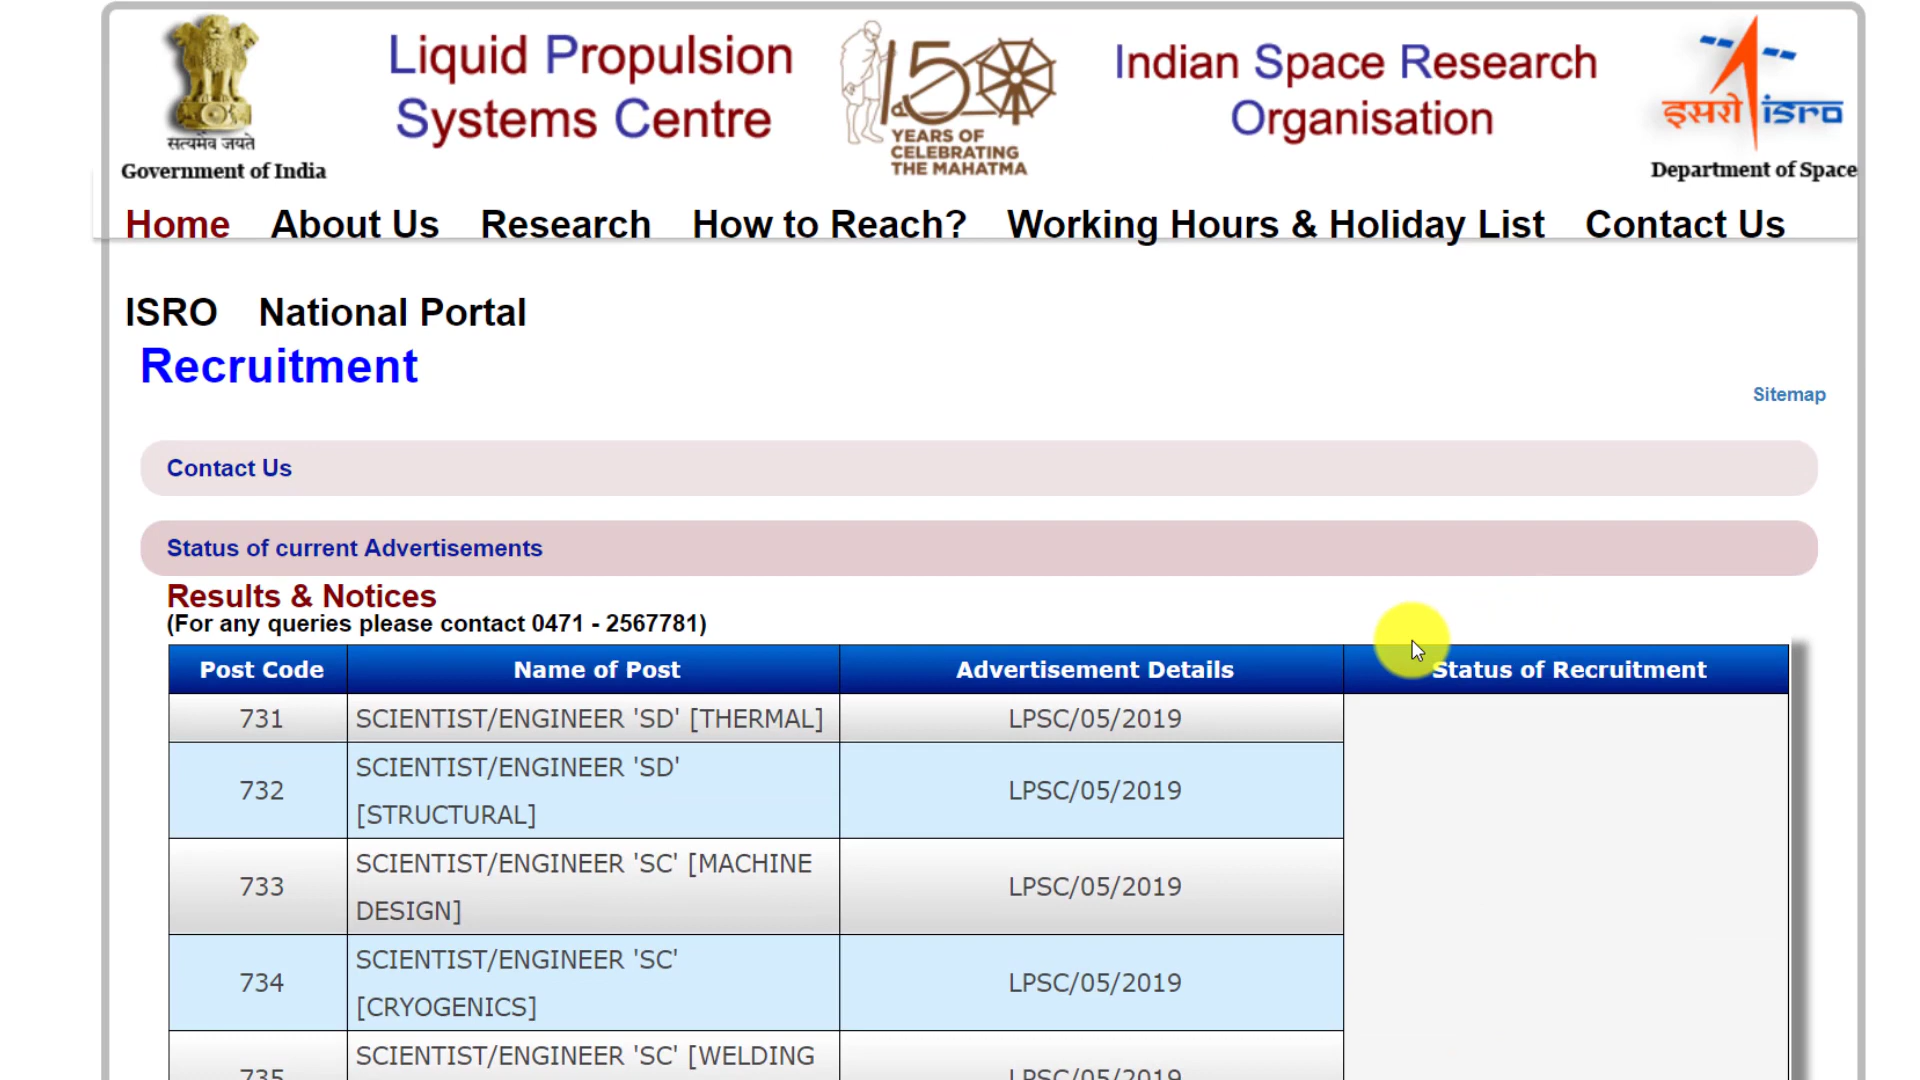 सत्यमेव जयते
Government of India
Liquid Propulsion
Systems Centre
150
YEARS OF
CELEBRATING
THE MAHATMA
Indian Space Research
Organisation
इसरो isro
Department of Space
Home About Us Research How to Reach? Working Hours & Holiday List Contact Us
ISRO National Portal
Recruitment
Sitemap
Contact Us
Status of current Advertisements
Results & Notices
(For any queries please contact 0471 - 2567781)
Post Code Name of Post Advertisement Details Status of Recruitment
731 SCIENTIST/ENGINEER 'SD' [THERMAL] LPSC/05/2019
732 SCIENTIST/ENGINEER 'SD'
[STRUCTURAL] LPSC/05/2019
733 SCIENTIST/ENGINEER 'SC' [MACHINE
DESIGN] LPSC/05/2019
734 SCIENTIST/ENGINEER 'SC'
[CRYOGENICS] LPSC/05/2019
735 SCIENTIST/ENGINEER 'SC' [WELDING
LPSC/05/2019